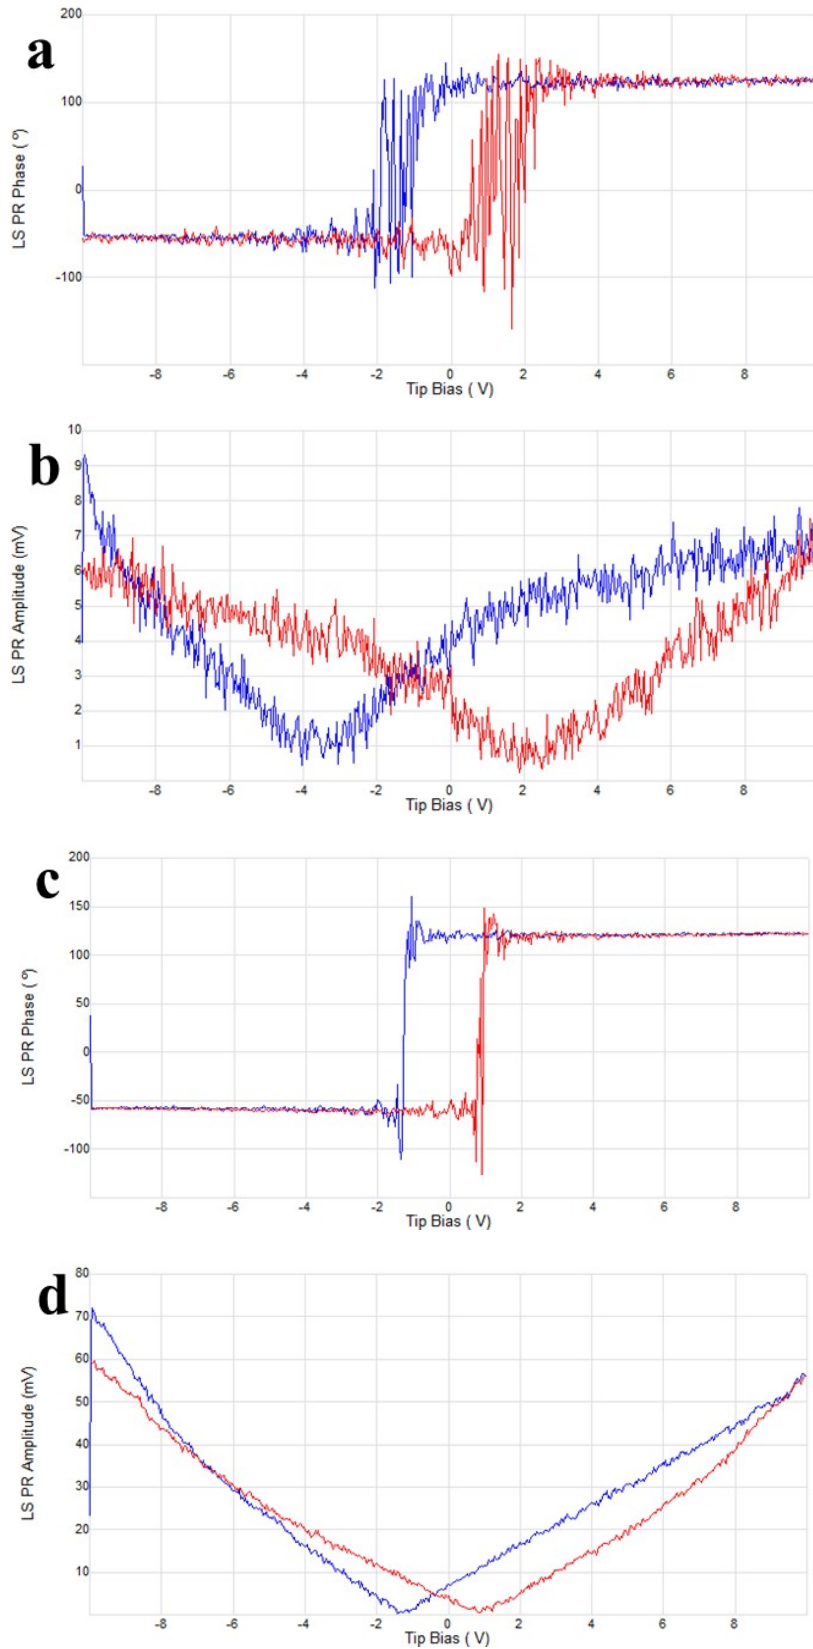 a
200
100
0
-100
LS PR Phase ( º)
-8 -6 -4 -2 0 2 4 6 8
Tip Bias ( V)
b
10
9
8
7
6
5
4
3
2
1
LS PR Amplitude (mV)
-8 -6 -4 -2 0 2 4 6 8
Tip Bias ( V)
c
200
150
100
50
0
-50
-100
LS PR Phase ( º)
-8 -6 -4 -2 0 2 4 6 8
Tip Bias ( V)
d
80
70
60
50
40
30
20
10
LS PR Amplitude (mV)
-8 -6 -4 -2 0 2 4 6 8
Tip Bias ( V)